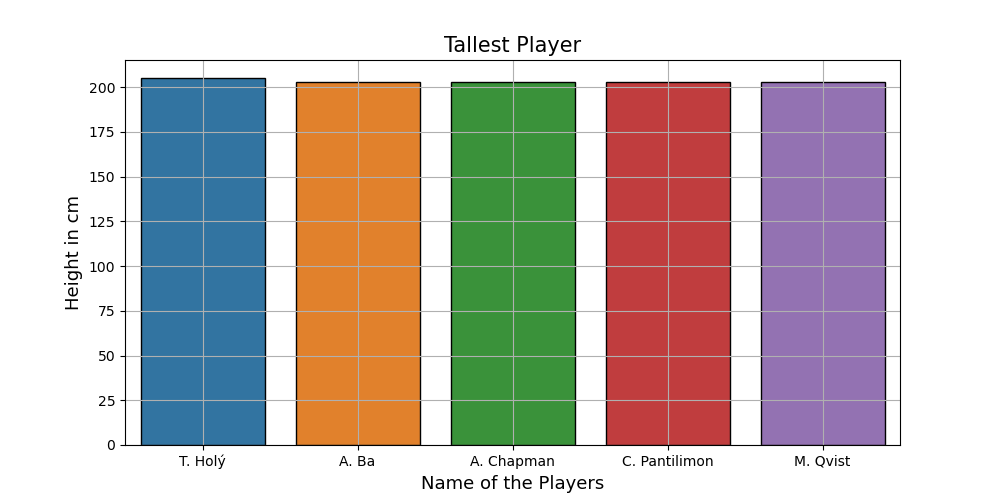 Tallest Player
Height in cm
200
175
150
125
100
75
50
25
0
T. Holý A. Ba A. Chapman C. Pantilimon M. Qvist
Name of the Players